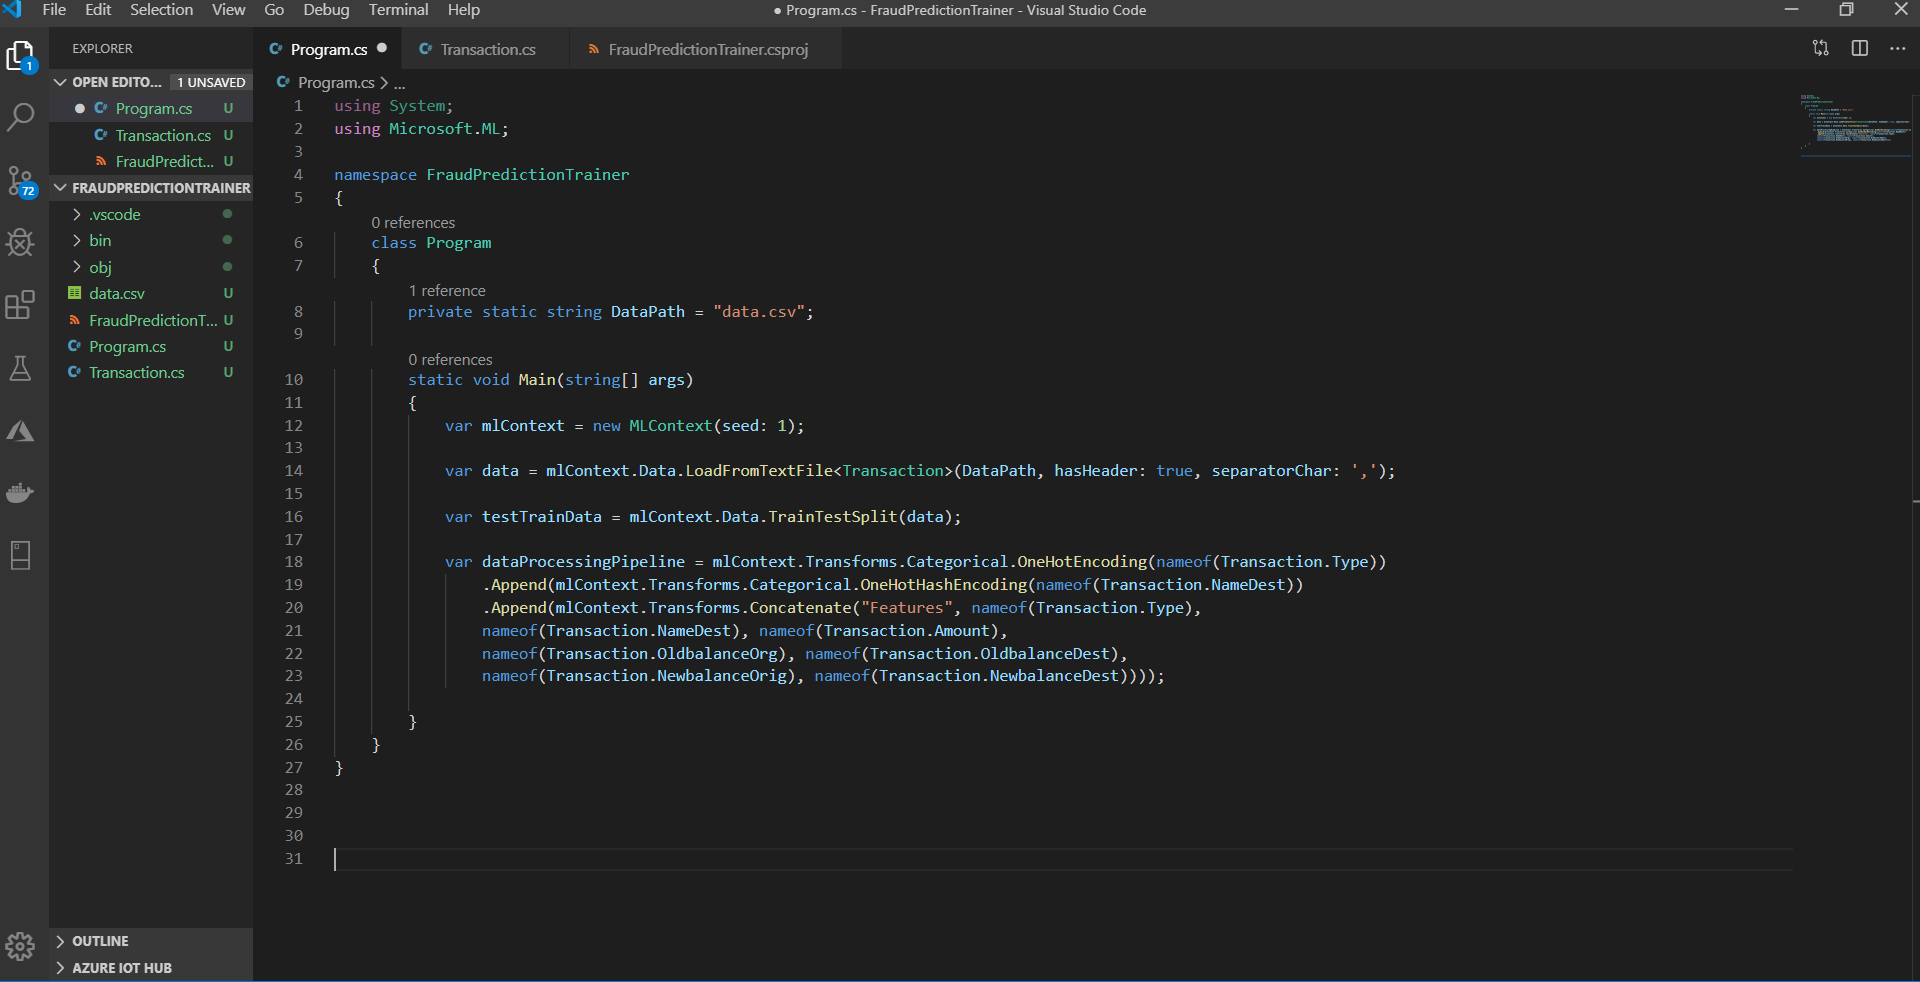 File Edit Selection View Go Debug Terminal Help
● Program.cs - FraudPredictionTrainer - Visual Studio Code
EXPLORER
OPEN EDITO... 1 UNSAVED
Program.cs U
Transaction.cs U
FraudPredict... U
FRAUDPREDICTIONTRAINER
.vscode
bin
obj
data.csv U
FraudPredictionT... U
Program.cs U
Transaction.cs U
OUTLINE
AZURE IOT HUB
1
72
Program.cs ● Transaction.cs FraudPredictionTrainer.csproj
Program.cs > ...
1 using System;
2 using Microsoft.ML;
3
4 namespace FraudPredictionTrainer
5 {
0 references
6 class Program
7 {
1 reference
8 private static string DataPath = "data.csv";
9
0 references
10 static void Main(string[] args)
11 {
12 var mlContext = new MLContext(seed: 1);
13
14 var data = mlContext.Data.LoadFromTextFile<Transaction>(DataPath, hasHeader: true, separatorChar: ',');
15
16 var testTrainData = mlContext.Data.TrainTestSplit(data);
17
18 var dataProcessingPipeline = mlContext.Transforms.Categorical.OneHotEncoding(nameof(Transaction.Type))
19 .Append(mlContext.Transforms.Categorical.OneHotHashEncoding(nameof(Transaction.NameDest))
20 .Append(mlContext.Transforms.Concatenate("Features", nameof(Transaction.Type),
21 nameof(Transaction.NameDest), nameof(Transaction.Amount),
22 nameof(Transaction.OldbalanceOrg), nameof(Transaction.OldbalanceDest),
23 nameof(Transaction.NewbalanceOrig), nameof(Transaction.NewbalanceDest))));
24
25 }
26 }
27 }
28
29
30
31